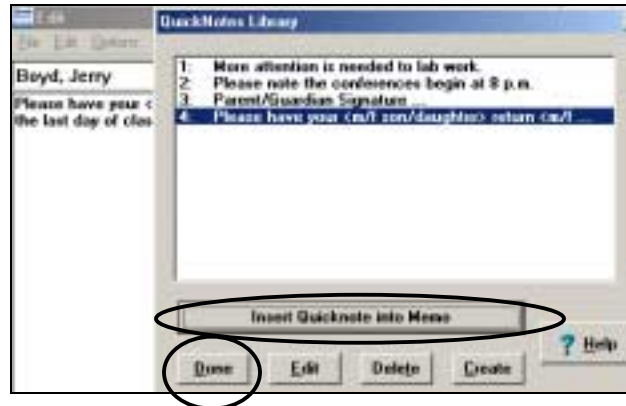 Edit
File Edit Options
Boyd, Jerry
Please have your <
the last day of clas
QuickNotes Library
1: More attention is needed to lab work.
2: Please note the conferences begin at 8 p.m.
3: Parent/Guardian Signature ...
4: Please have your <m/f son/daughter> return <m/f ...
Insert Quicknote into Memo
? Help
Done Edit Delete Create